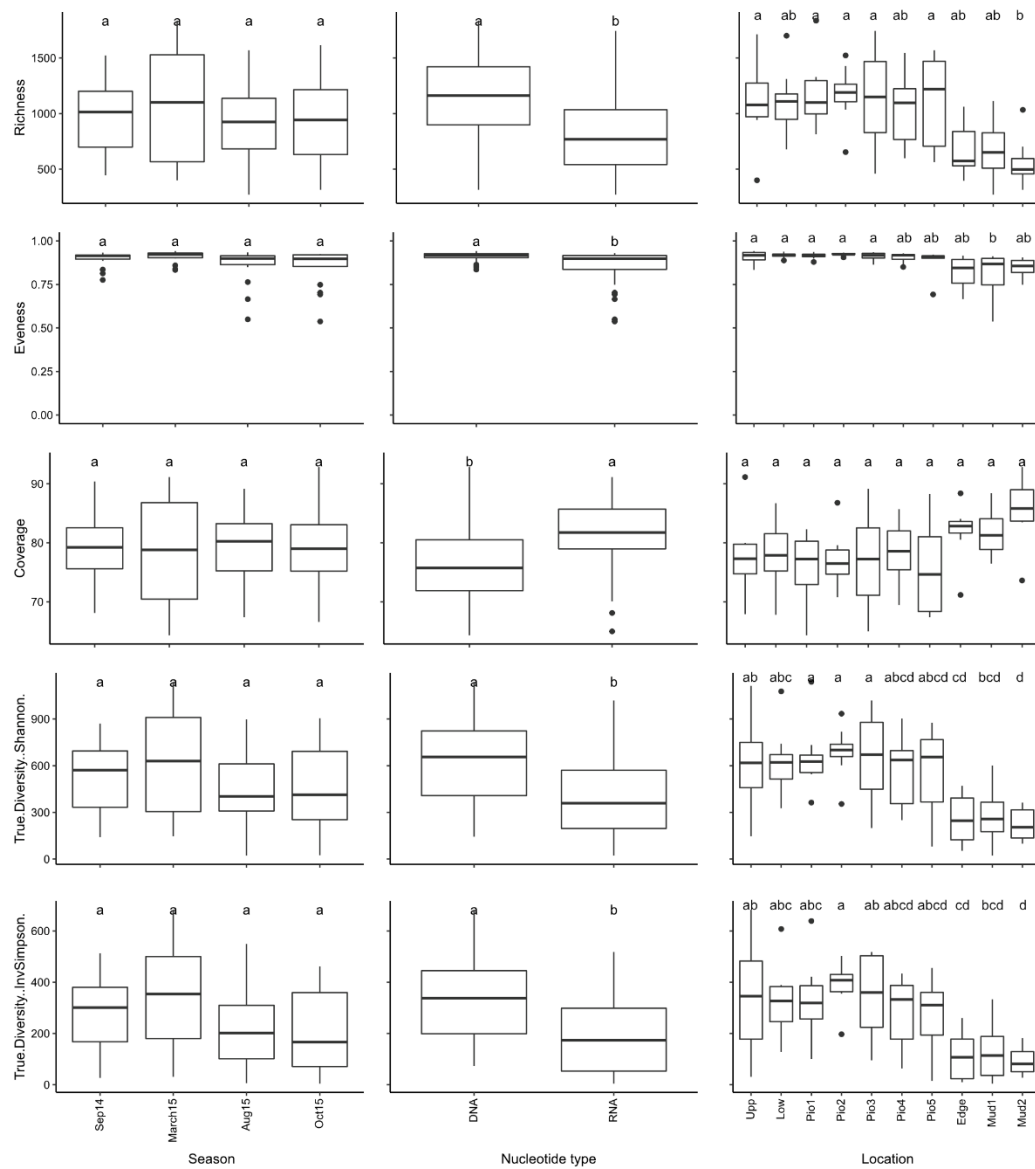 a a a a
a b
a ab a a a ab a ab ab b
Richness
1500
1000
500
a a a a
a b
a a a a a ab ab ab b ab
Eveness
1.00
0.75
0.50
0.25
0.00
a a a a
b a
a a a a a a a a a a
Coverage
90
80
70
a a a a
a b
ab abc a a a abcd abcd cd bcd d
True.Diversity..Shannon.
900
600
300
0
a a a a
a b
ab abc abc a ab abcd abcd cd bcd d
True.Diversity..InvSimpson.
600
400
200
0
Sep14 March15 Aug15 Oct15
DNA RNA
Upp Low Pio1 Pio2 Pio3 Pio4 Pio5 Edge Mud1 Mud2
Season
Nucleotide type
Location